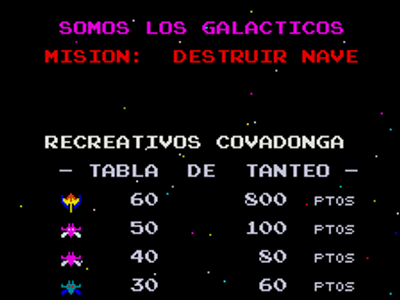 SOMOS LOS GALACTICOS
MISION: DESTRUIR NAVE
RECREATIVOS COVADONGA
- TABLA DE TANTEO -
60 800 PTOS
50 100 PTOS
40 80 PTOS
30 60 PTOS